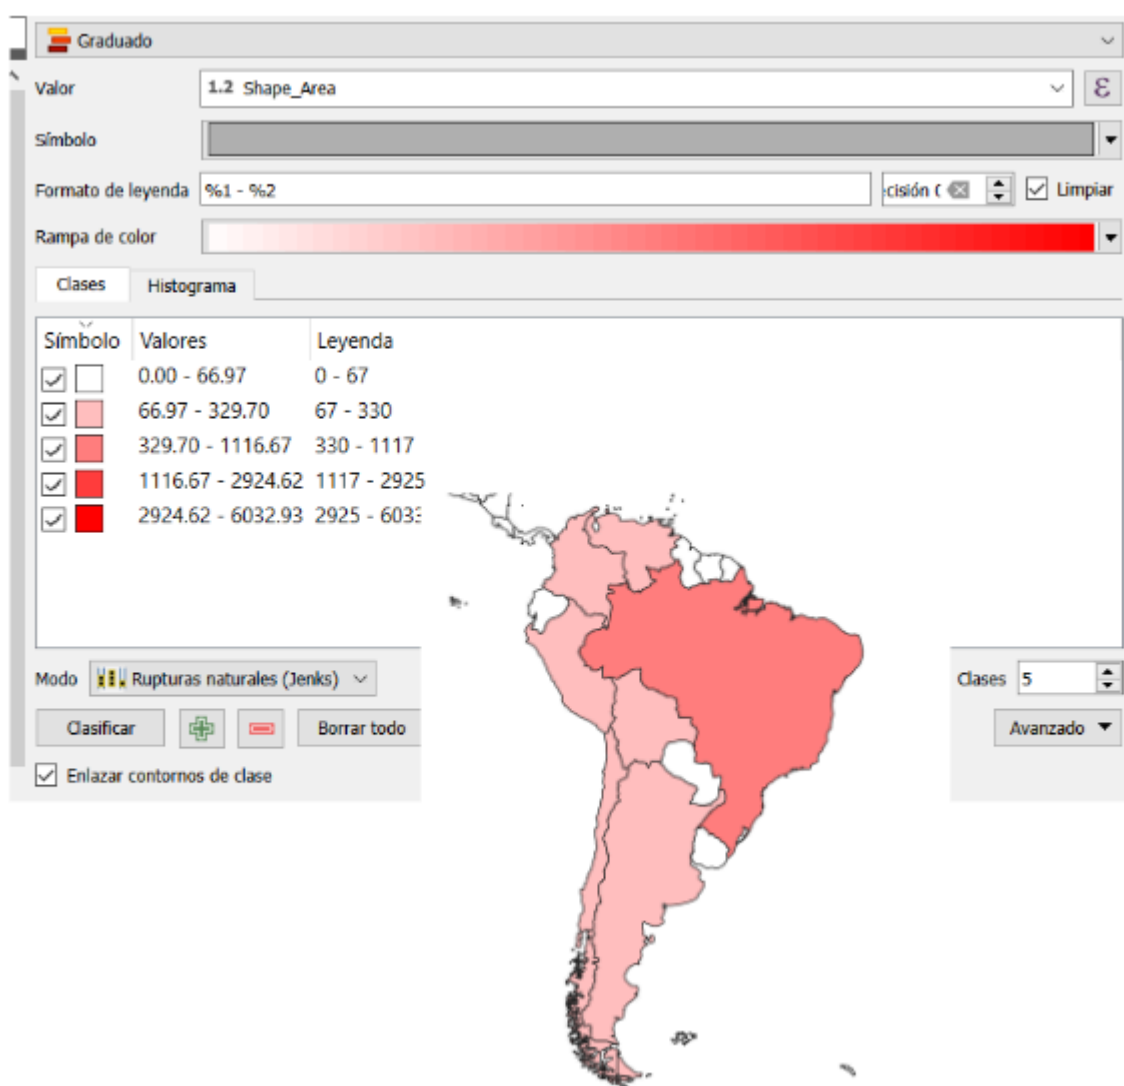 Graduado
Valor 1.2 Shape_Area ε
Símbolo
Formato de leyenda %1 - %2 cisión Limpiar
Rampa de color
Clases Histograma
Símbolo Valores Leyenda
0.00 - 66.97 0 - 67
66.97 - 329.70 67 - 330
329.70 - 1116.67 330 - 1117
1116.67 - 2924.62 1117 - 2925
2924.62 - 6032.93 2925 - 603
Modo Rupturas naturales (Jenks) Clases 5
Clasificar Borrar todo Avanzado
Enlazar contornos de clase